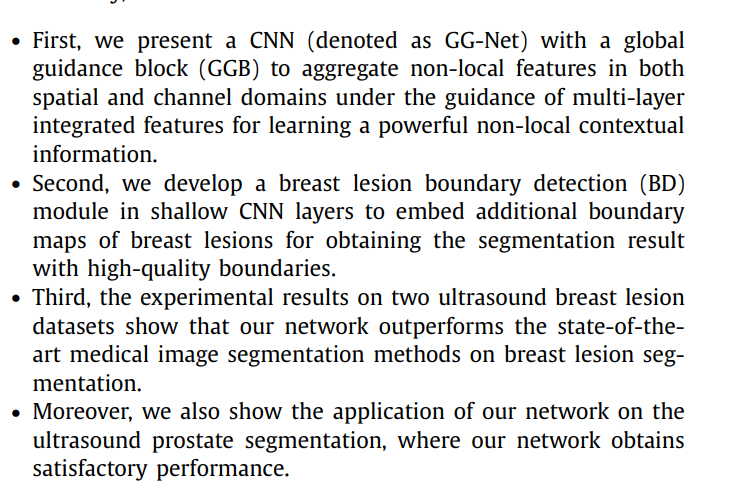 • First, we present a CNN (denoted as GG-Net) with a global
guidance block (GGB) to aggregate non-local features in both
spatial and channel domains under the guidance of multi-layer
integrated features for learning a powerful non-local contextual
information.
• Second, we develop a breast lesion boundary detection (BD)
module in shallow CNN layers to embed additional boundary
maps of breast lesions for obtaining the segmentation result
with high-quality boundaries.
• Third, the experimental results on two ultrasound breast lesion
datasets show that our network outperforms the state-of-the-
art medical image segmentation methods on breast lesion seg-
mentation.
• Moreover, we also show the application of our network on the
ultrasound prostate segmentation, where our network obtains
satisfactory performance.